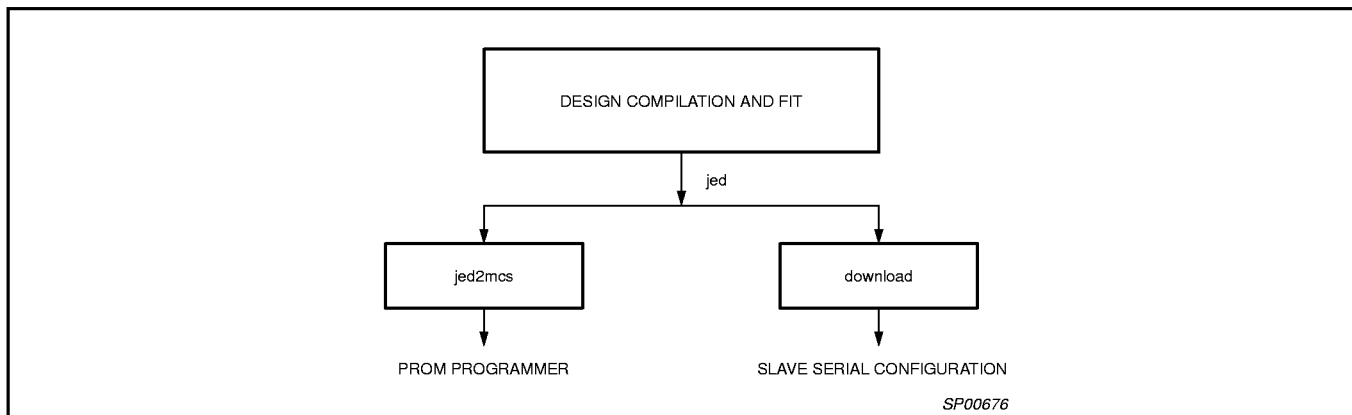 DESIGN COMPILATION AND FIT
jed
jed2mcs
download
PROM PROGRAMMER
SLAVE SERIAL CONFIGURATION
SP00676